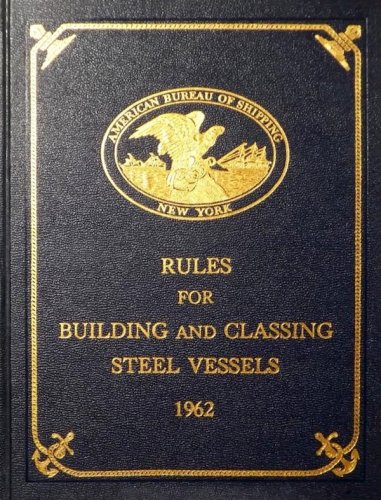 AMERICAN BUREAU OF SHIPPING
NEW YORK
RULES
FOR
BUILDING AND CLASSING
STEEL VESSELS
1962